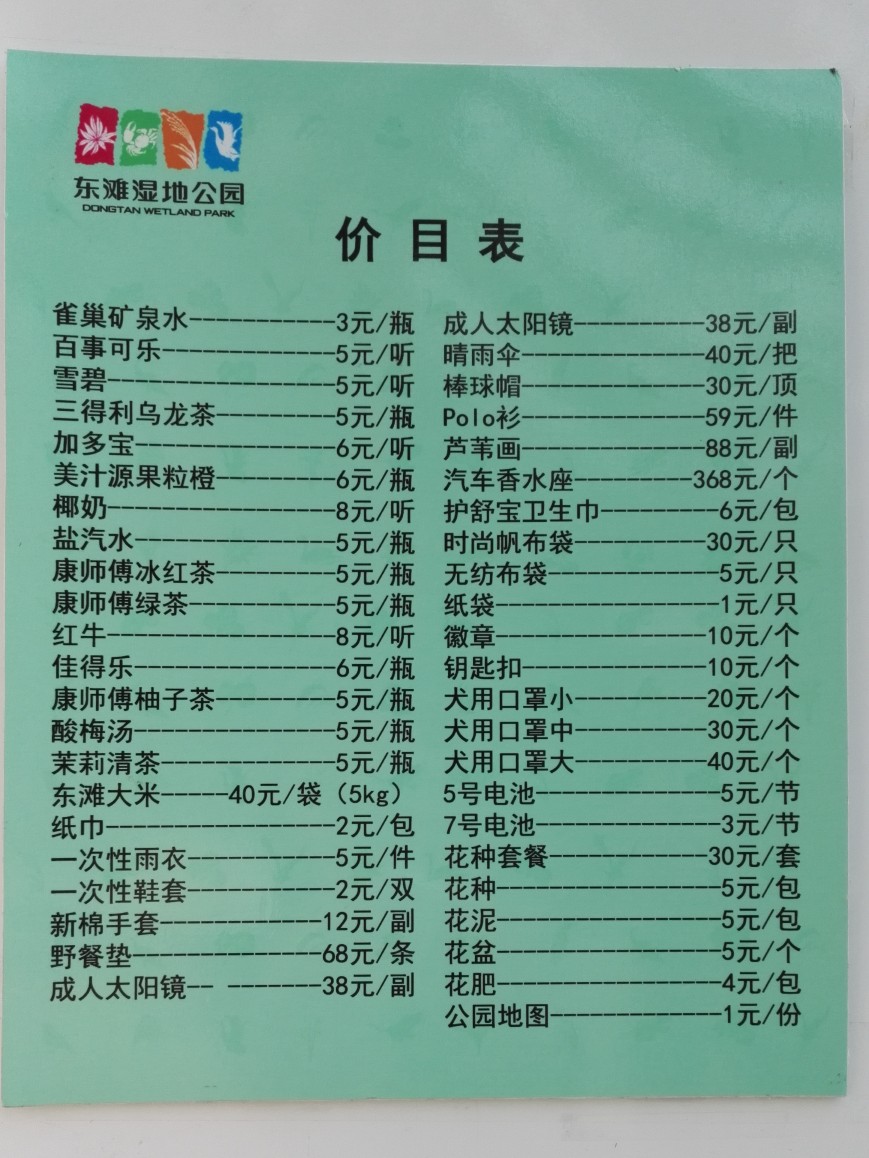 东滩湿地公园
DONGTAN WETLAND PARK
价目表
雀巢矿泉水------------3元/瓶
百事可乐-------------5元/听
雪碧-----------------5元/听
三得利乌龙茶---------5元/瓶
加多宝---------------6元/听
美汁源果粒橙---------6元/瓶
椰奶-----------------8元/听
盐汽水---------------5元/瓶
康师傅冰红茶---------5元/瓶
康师傅绿茶-----------5元/瓶
红牛-----------------8元/听
佳得乐---------------6元/瓶
康师傅柚子茶---------5元/瓶
酸梅汤---------------5元/瓶
茉莉清茶-------------5元/瓶
东滩大米-----40元/袋（5kg）
纸巾-----------------2元/包
一次性雨衣-----------5元/件
一次性鞋套-----------2元/双
新棉手套------------12元/副
野餐垫--------------68元/条
成人太阳镜-- -------38元/副
成人太阳镜----------38元/副
晴雨伞--------------40元/把
棒球帽--------------30元/顶
Polo衫--------------59元/件
芦苇画--------------88元/副
汽车香水座---------368元/个
护舒宝卫生巾---------6元/包
时尚帆布袋----------30元/只
无纺布袋-------------5元/只
纸袋-----------------1元/只
徽章----------------10元/个
钥匙扣--------------10元/个
犬用口罩小----------20元/个
犬用口罩中----------30元/个
犬用口罩大----------40元/个
5号电池--------------5元/节
7号电池--------------3元/节
花种套餐------------30元/套
花种-----------------5元/包
花泥-----------------5元/包
花盆-----------------5元/个
花肥-----------------4元/包
公园地图-------------1元/份